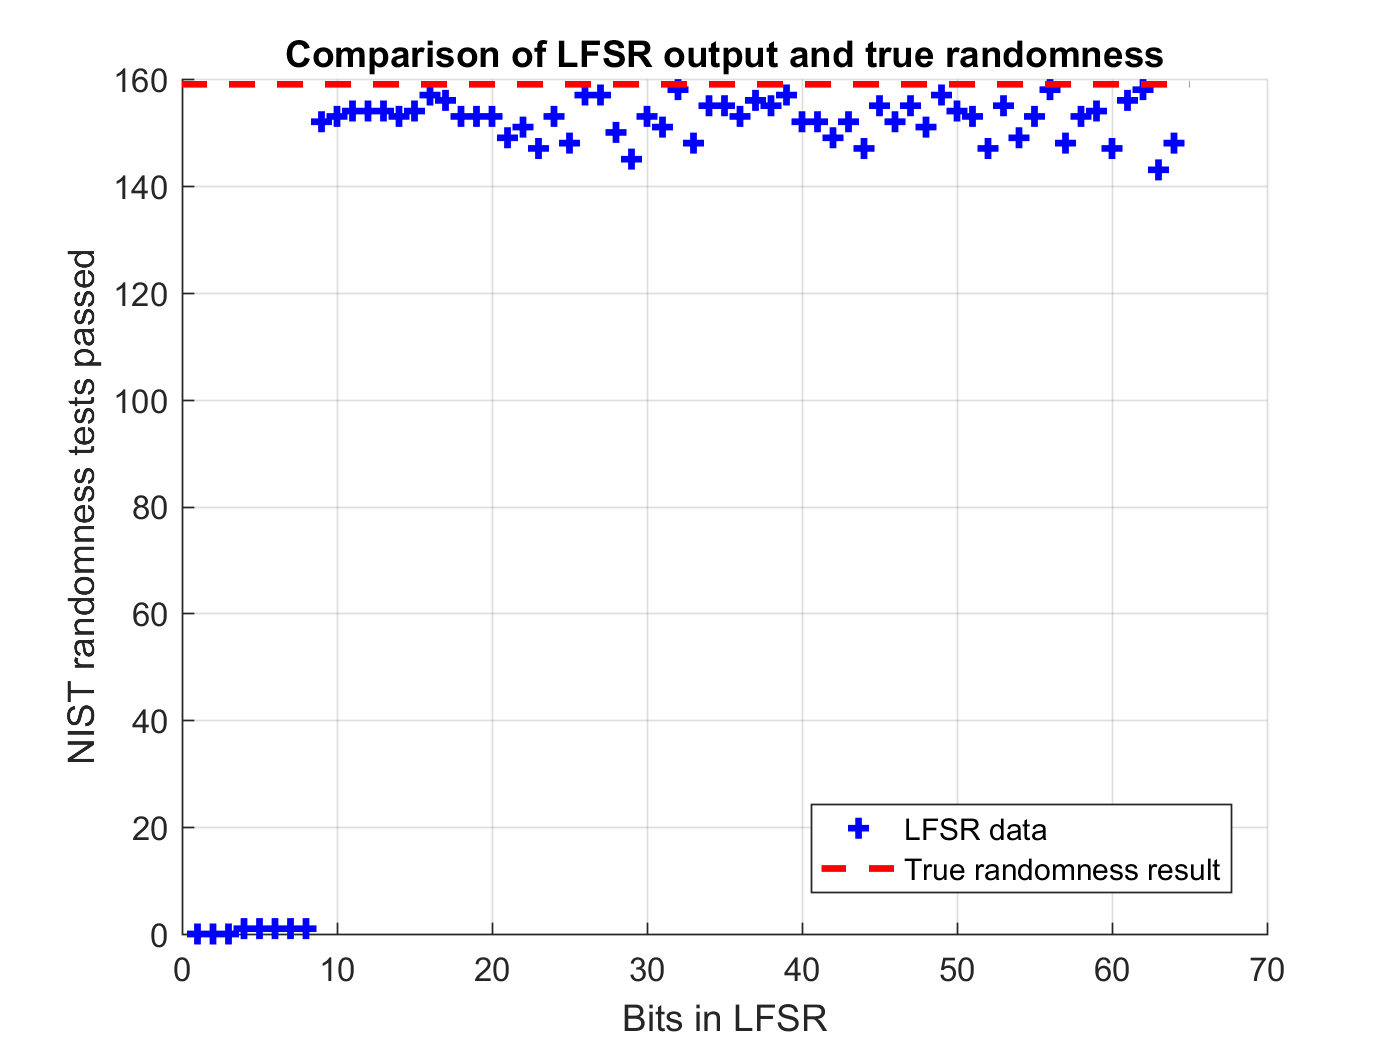 Comparison of LFSR output and true randomness
160
140
120
100
80
60
40
20
0
NIST randomness tests passed
LFSR data
True randomness result
0 10 20 30 40 50 60 70
Bits in LFSR